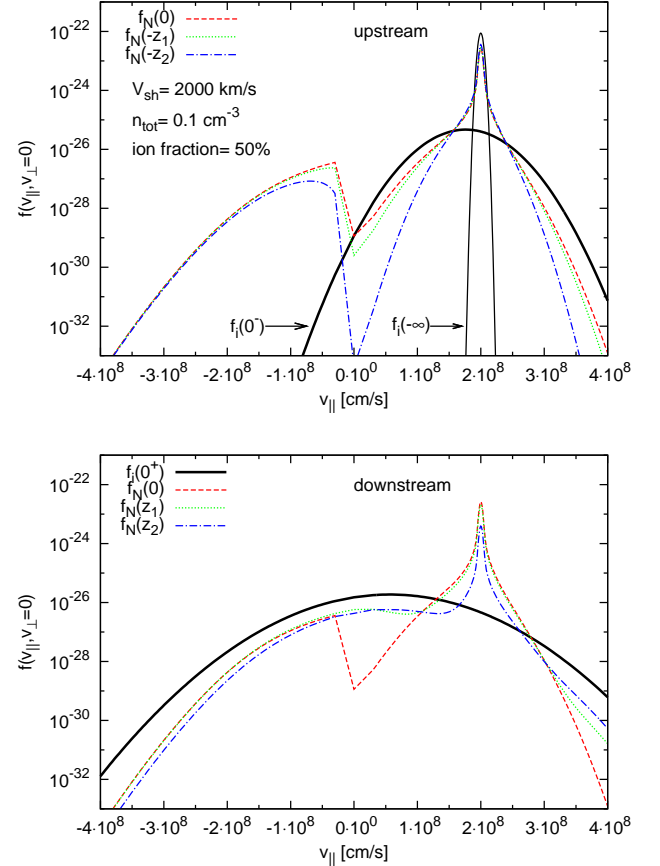 f_N(0)
f_N(-z_1)
f_N(-z_2)
upstream
V_sh= 2000 km/s
n_tot= 0.1 cm^-3
ion fraction= 50%
f(v_||,v_⊥=0)
10^-22
10^-24
10^-26
10^-28
10^-30
10^-32
f_i(0^-)
f_i(-∞)
-4·10^8 -3·10^8 -2·10^8 -1·10^8 0·10^0 1·10^8 2·10^8 3·10^8 4·10^8
v_|| [cm/s]
f_i(0^+)
f_N(0)
f_N(z_1)
f_N(z_2)
downstream
f(v_||,v_⊥=0)
10^-22
10^-24
10^-26
10^-28
10^-30
10^-32
-4·10^8 -3·10^8 -2·10^8 -1·10^8 0·10^0 1·10^8 2·10^8 3·10^8 4·10^8
v_|| [cm/s]